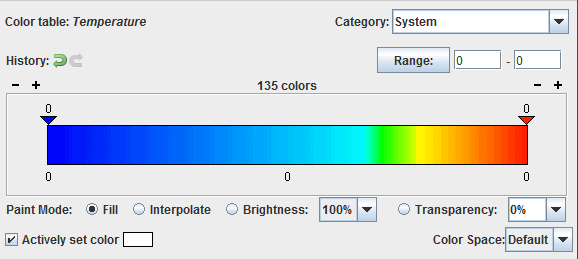 Color table: Temperature Category: System
History: Range: 0 - 0
- + 135 colors - +
0 0
0 0 0
Paint Mode: Fill Interpolate Brightness: 100% Transparency: 0%
Actively set color Color Space: Default